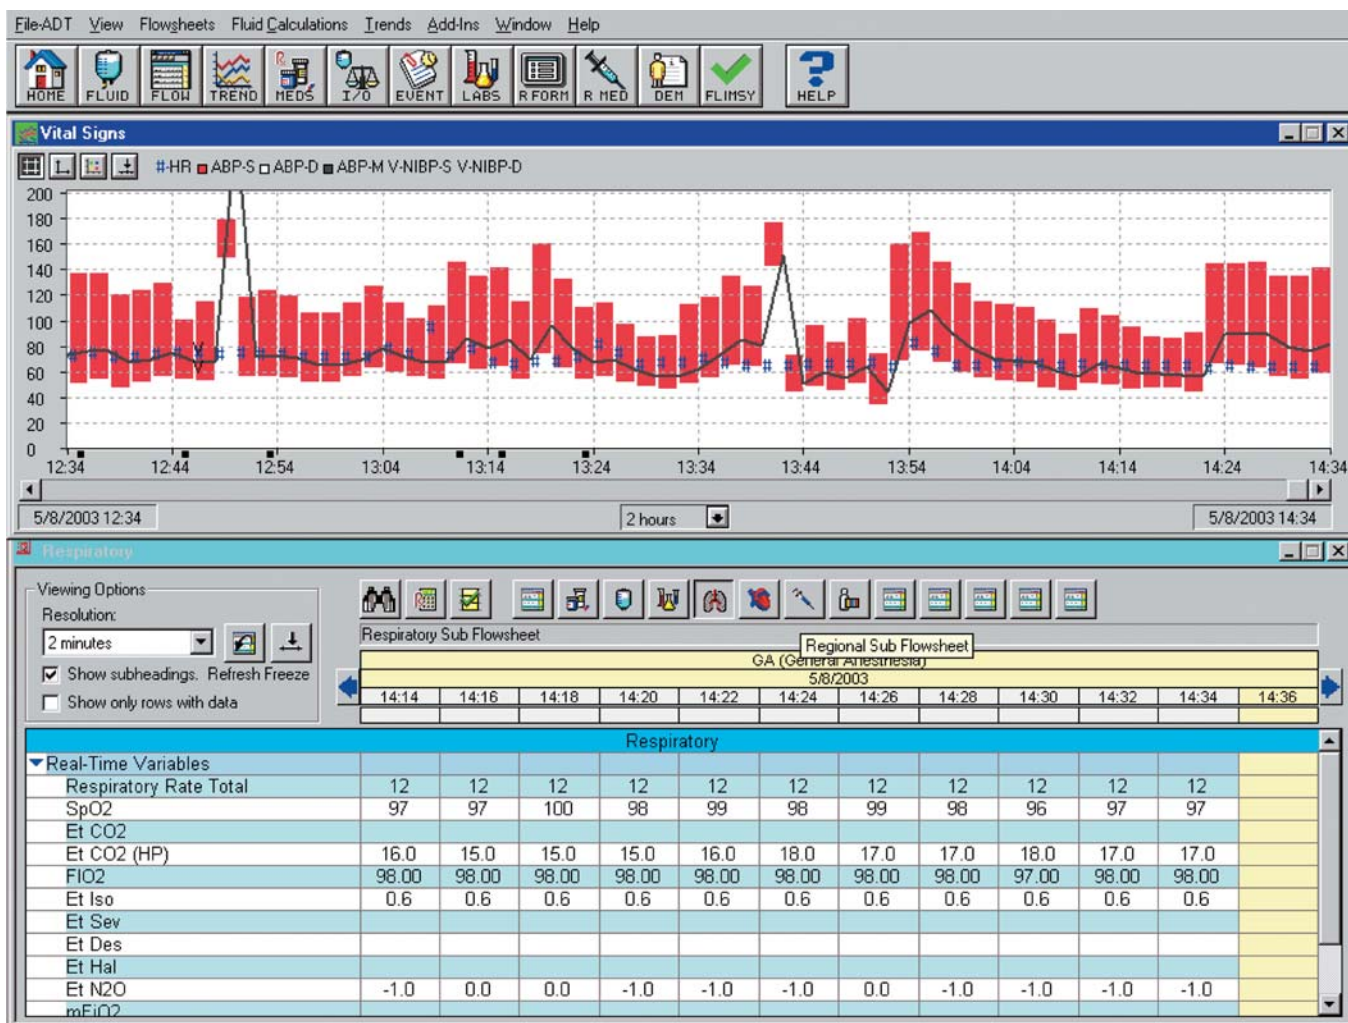 File-ADT View Flowsheets Fluid Calculations Trends Add-Ins Window Help
HOME FLUID FLOW TREND MEDS I/O EVENT LABS R FORM R MED DEM FLIMSY HELP
Vital Signs
#-HR ABP-S ABP-D ABP-M V-NIBP-S V-NIBP-D
200
180
160
140
120
100
80
60
40
20
0
12:34 12:44 12:54 13:04 13:14 13:24 13:34 13:44 13:54 14:04 14:14 14:24 14:34
5/8/2003 12:34 2 hours 5/8/2003 14:34
Respiratory
Viewing Options
Resolution:
2 minutes
Show subheadings. Refresh Freeze
Show only rows with data
Respiratory Sub Flowsheet
Regional Sub Flowsheet
GA (General Anesthesia)
5/8/2003
14:14 14:16 14:18 14:20 14:22 14:24 14:26 14:28 14:30 14:32 14:34 14:36
Respiratory
Real-Time Variables
Respiratory Rate Total 12 12 12 12 12 12 12 12 12 12 12
SpO2 97 97 100 98 99 98 99 98 96 97 97
Et CO2
Et CO2 (HP) 16.0 15.0 15.0 15.0 16.0 18.0 17.0 17.0 18.0 17.0 17.0
FIO2 98.00 98.00 98.00 98.00 98.00 98.00 98.00 98.00 97.00 98.00 98.00
Et Iso 0.6 0.6 0.6 0.6 0.6 0.6 0.6 0.6 0.6 0.6 0.6
Et Sev
Et Des
Et Hal
Et N2O -1.0 0.0 0.0 -1.0 -1.0 -1.0 0.0 -1.0 -1.0 -1.0 -1.0
mFiO2